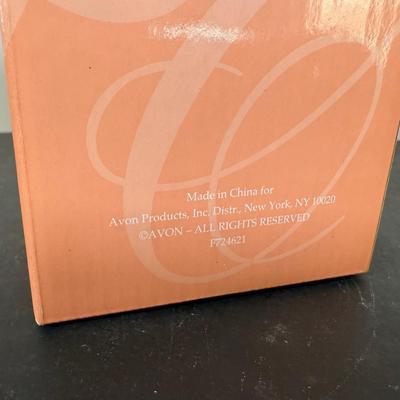 Made in China for
Avon Products, Inc. Distr., New York, NY 10020
©AVON – ALL RIGHTS RESERVED
F724621